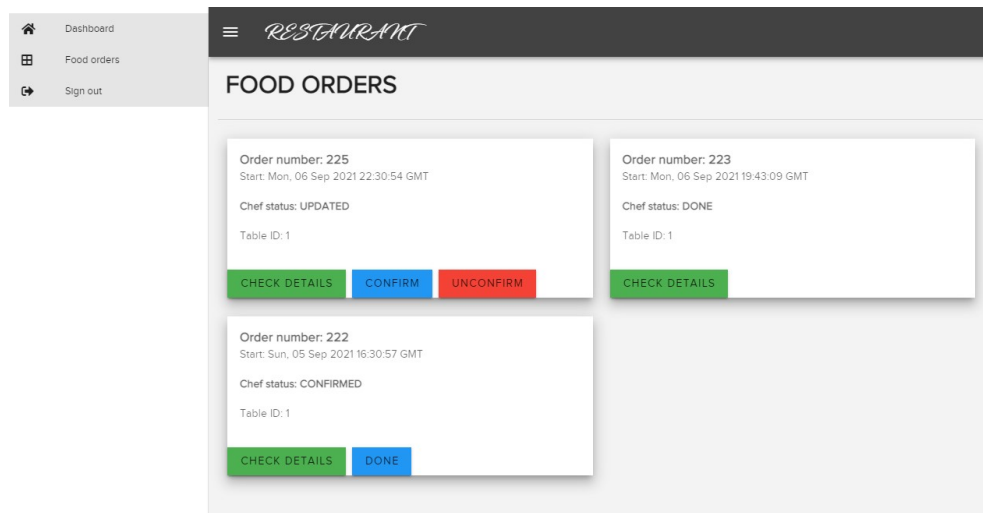 Dashboard
Food orders
Sign out
RESTAURANT
FOOD ORDERS
Order number: 225
Start: Mon, 06 Sep 2021 22:30:54 GMT
Chef status: UPDATED
Table ID: 1
CHECK DETAILS CONFIRM UNCONFIRM
Order number: 223
Start: Mon, 06 Sep 2021 19:43:09 GMT
Chef status: DONE
Table ID: 1
CHECK DETAILS
Order number: 222
Start: Sun, 05 Sep 2021 16:30:57 GMT
Chef status: CONFIRMED
Table ID: 1
CHECK DETAILS DONE